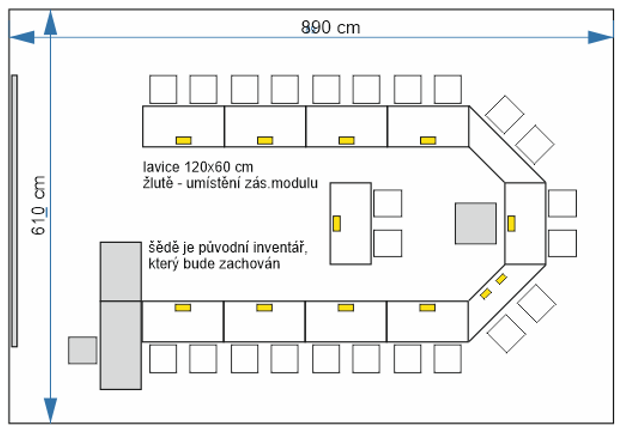 890 cm
610 cm
lavice 120x60 cm
žlutě - umístění zás.modulu
šědě je původní inventář,
který bude zachován